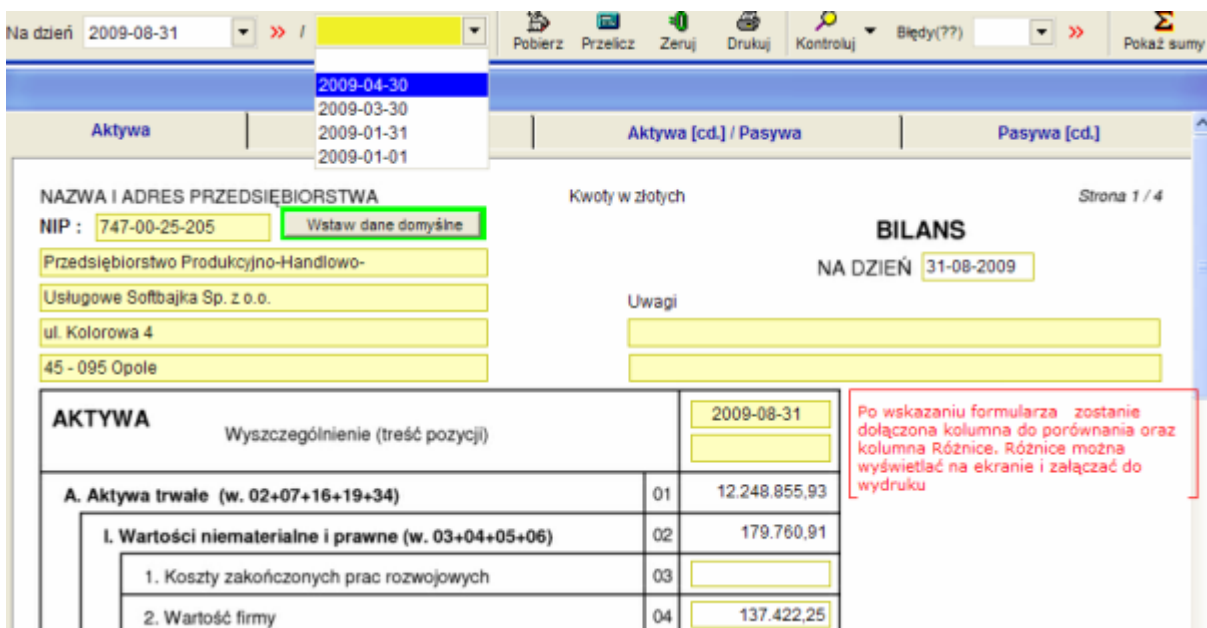 Na dzień 2009-08-31 >> /
Pobierz Przelicz Zeruj Drukuj Kontroluj Błędy(??) >> Σ Pokaż sumy
2009-04-30
2009-03-30
2009-01-31
2009-01-01
Aktywa Aktywa [cd.] / Pasywa Pasywa [cd.]
NAZWA I ADRES PRZEDSIĘBIORSTWA Kwoty w złotych Strona 1 / 4
NIP : 747-00-25-205 Wstaw dane domyślne BILANS
Przedsiębiorstwo Produkcyjno-Handlowo- NA DZIEŃ 31-08-2009
Usługowe Softbajka Sp. z o.o. Uwagi
ul. Kolorowa 4
45 - 095 Opole
AKTYWA
Wyszczególnienie (treść pozycji)
2009-08-31
Po wskazaniu formularza zostanie
dołączona kolumna do porównania oraz
kolumna Różnice. Różnice można
wyświetlać na ekranie i załączać do
wydruku
A. Aktywa trwałe (w. 02+07+16+19+34) 01 12.248.855,93
I. Wartości niematerialne i prawne (w. 03+04+05+06) 02 179.760,91
1. Koszty zakończonych prac rozwojowych 03
2. Wartość firmy 04 137.422,25